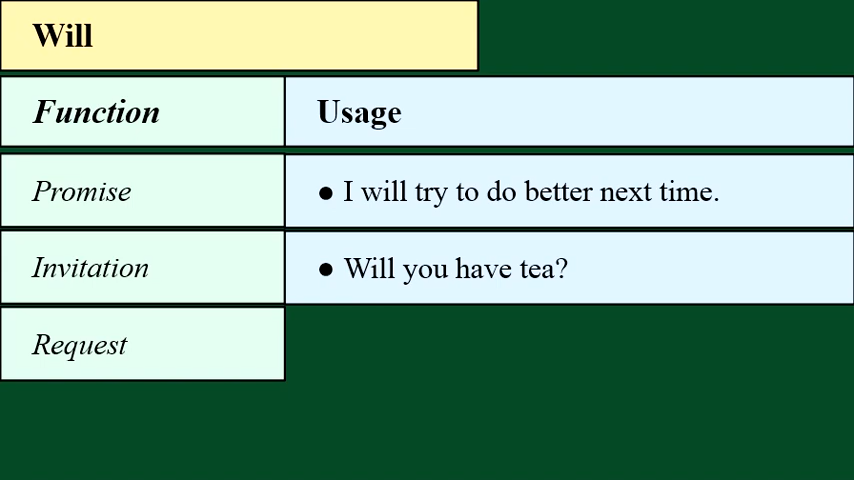 Will
Function Usage
Promise ● I will try to do better next time.
Invitation ● Will you have tea?
Request